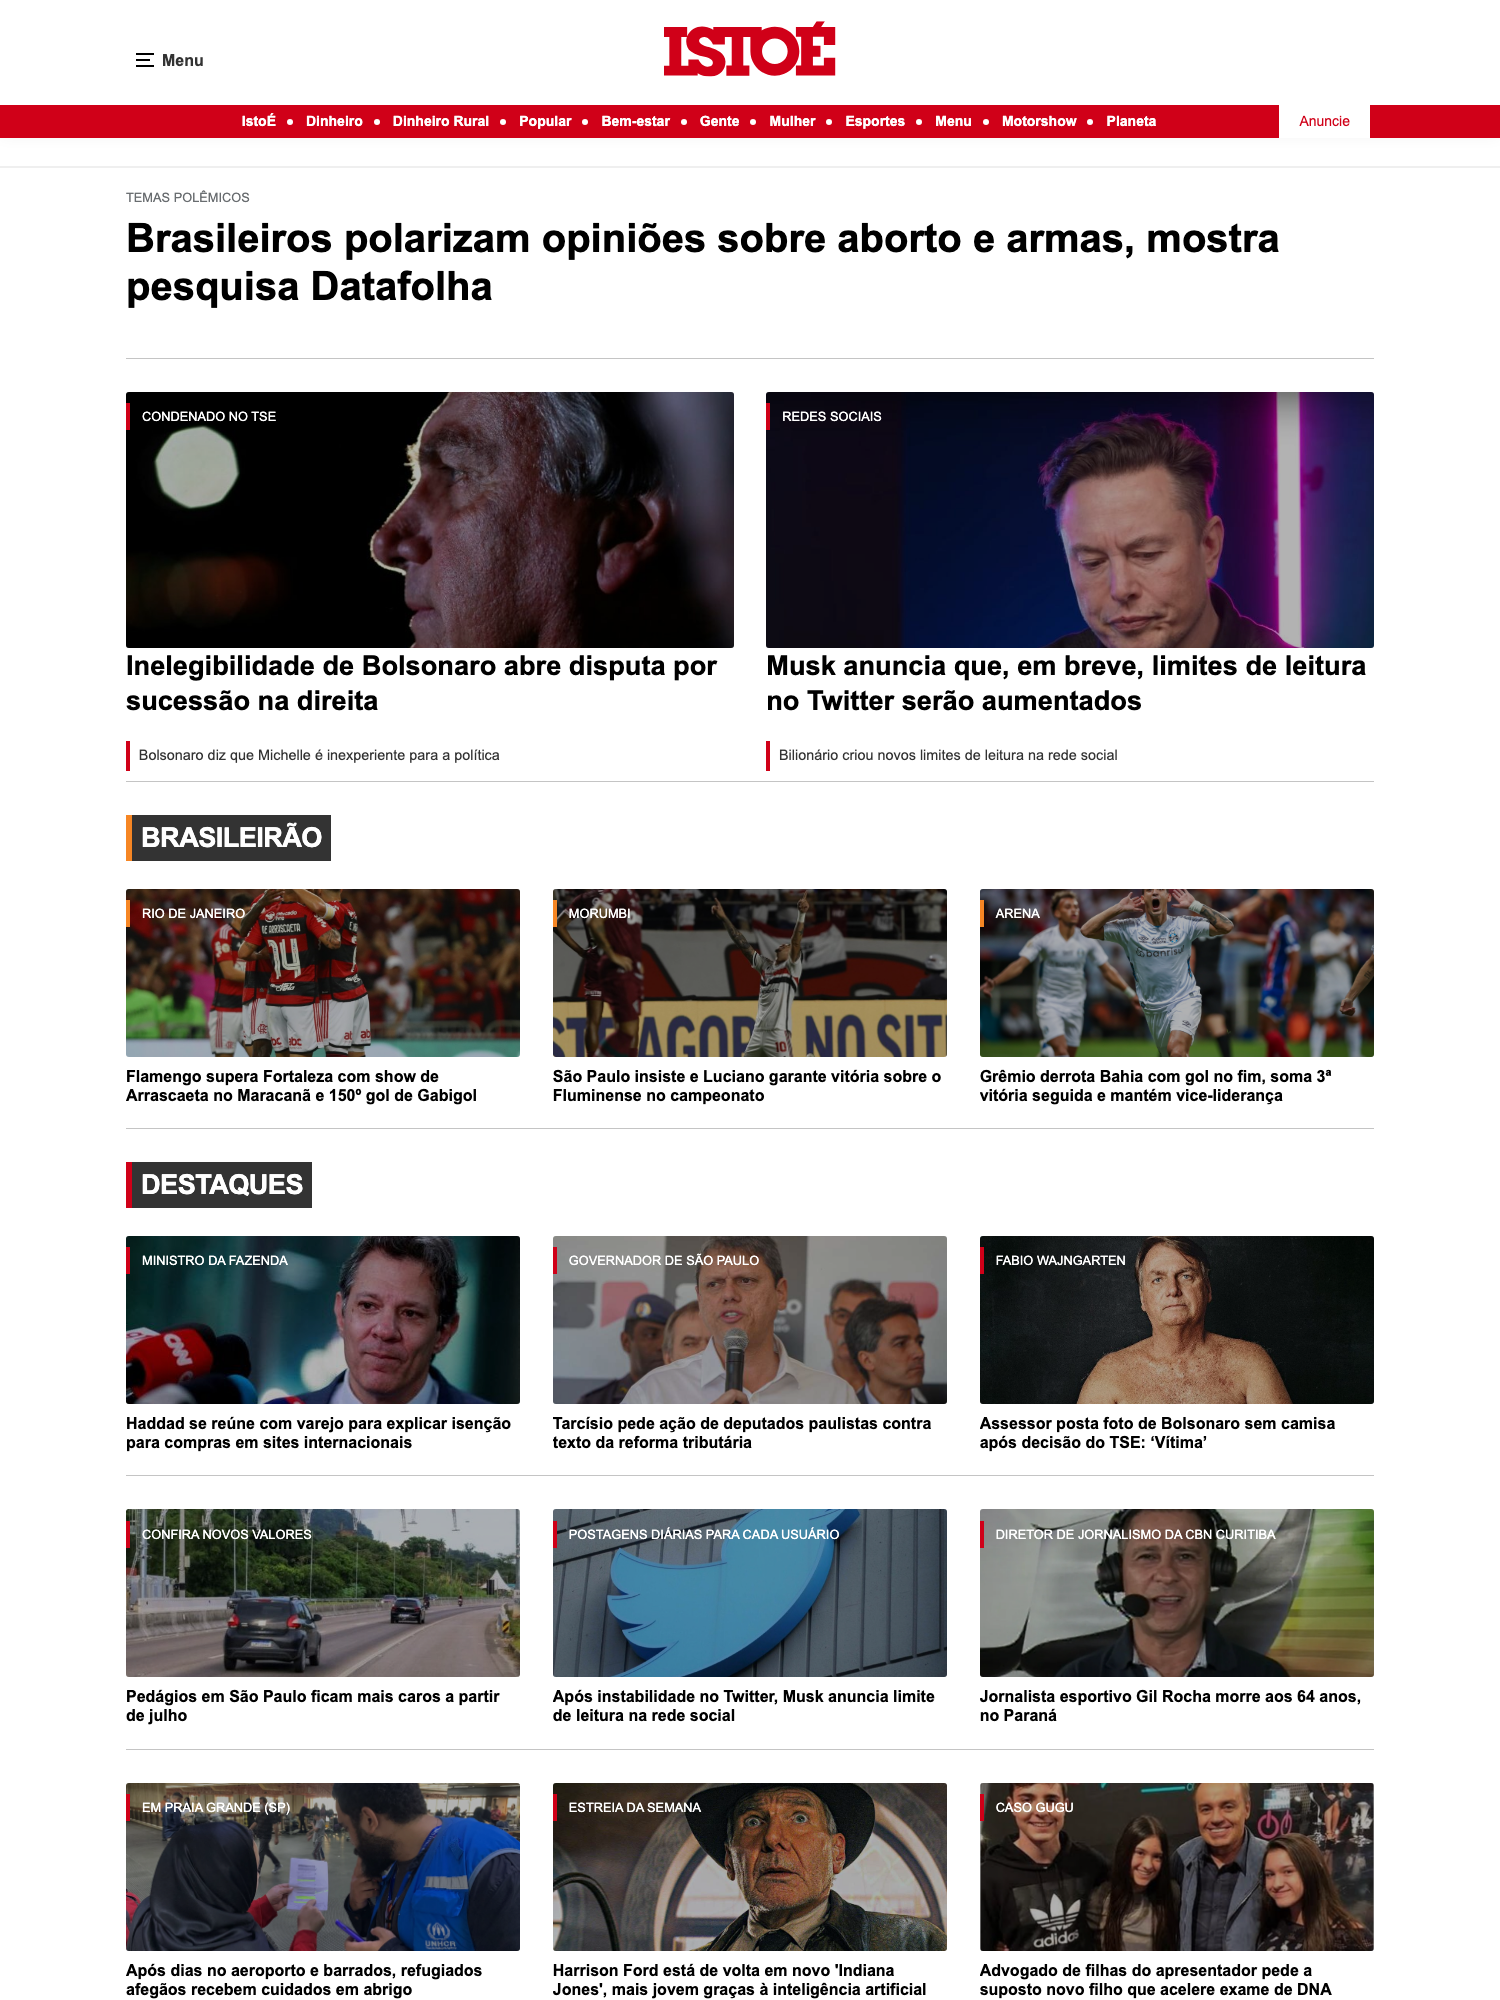 ISTOÉ
Menu
IstoÉ • Dinheiro • Dinheiro Rural • Popular • Bem-estar • Gente • Mulher • Esportes • Menu • Motorshow • Planeta
Anuncie
TEMAS POLÊMICOS
Brasileiros polarizam opiniões sobre aborto e armas, mostra
pesquisa Datafolha
CONDENADO NO TSE
Inelegibilidade de Bolsonaro abre disputa por
sucessão na direita
Bolsonaro diz que Michelle é inexperiente para a política
REDES SOCIAIS
Musk anuncia que, em breve, limites de leitura
no Twitter serão aumentados
Bilionário criou novos limites de leitura na rede social
BRASILEIRÃO
RIO DE JANEIRO
DE ARRASCAETA
14
abc
abc
Flamengo supera Fortaleza com show de
Arrascaeta no Maracanã e 150º gol de Gabigol
MORUMBI
AGOR
NO SIT
10
São Paulo insiste e Luciano garante vitória sobre o
Fluminense no campeonato
ARENA
banrisul
Grêmio derrota Bahia com gol no fim, soma 3ª
vitória seguida e mantém vice-liderança
DESTAQUES
MINISTRO DA FAZENDA
CNN
Haddad se reúne com varejo para explicar isenção
para compras em sites internacionais
GOVERNADOR DE SÃO PAULO
Tarcísio pede ação de deputados paulistas contra
texto da reforma tributária
FABIO WAJNGARTEN
Assessor posta foto de Bolsonaro sem camisa
após decisão do TSE: ‘Vítima’
CONFIRA NOVOS VALORES
Pedágios em São Paulo ficam mais caros a partir
de julho
POSTAGENS DIÁRIAS PARA CADA USUÁRIO
Após instabilidade no Twitter, Musk anuncia limite
de leitura na rede social
DIRETOR DE JORNALISMO DA CBN CURITIBA
Jornalista esportivo Gil Rocha morre aos 64 anos,
no Paraná
EM PRAIA GRANDE (SP)
UNHCR
Após dias no aeroporto e barrados, refugiados
afegãos recebem cuidados em abrigo
ESTREIA DA SEMANA
Harrison Ford está de volta em novo 'Indiana
Jones', mais jovem graças à inteligência artificial
CASO GUGU
adidas
Advogado de filhas do apresentador pede a
suposto novo filho que acelere exame de DNA